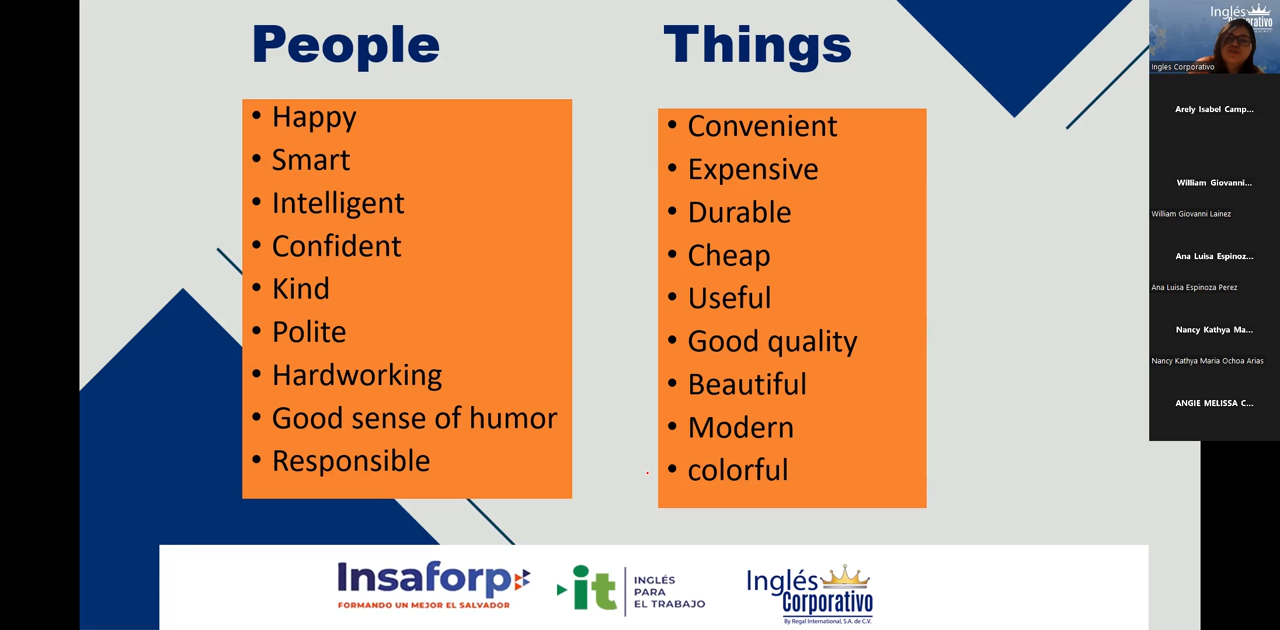 People
• Happy
• Smart
• Intelligent
• Confident
• Kind
• Polite
• Hardworking
• Good sense of humor
• Responsible
Things
• Convenient
• Expensive
• Durable
• Cheap
• Useful
• Good quality
• Beautiful
• Modern
• colorful
Insaforp
FORMANDO UN MEJOR EL SALVADOR
it
INGLÉS
PARA
EL TRABAJO
Inglés
Corporativo
By Regal International, S.A. de C.V.
Inglés
Corporativo
Ingles Corporativo
Arely Isabel Camp...
William Giovanni...
William Giovanni Lainez
Ana Luisa Espinoz...
Ana Luisa Espinoza Perez
Nancy Kathya Ma...
Nancy Kathya Maria Ochoa Arias
ANGIE MELISSA C...